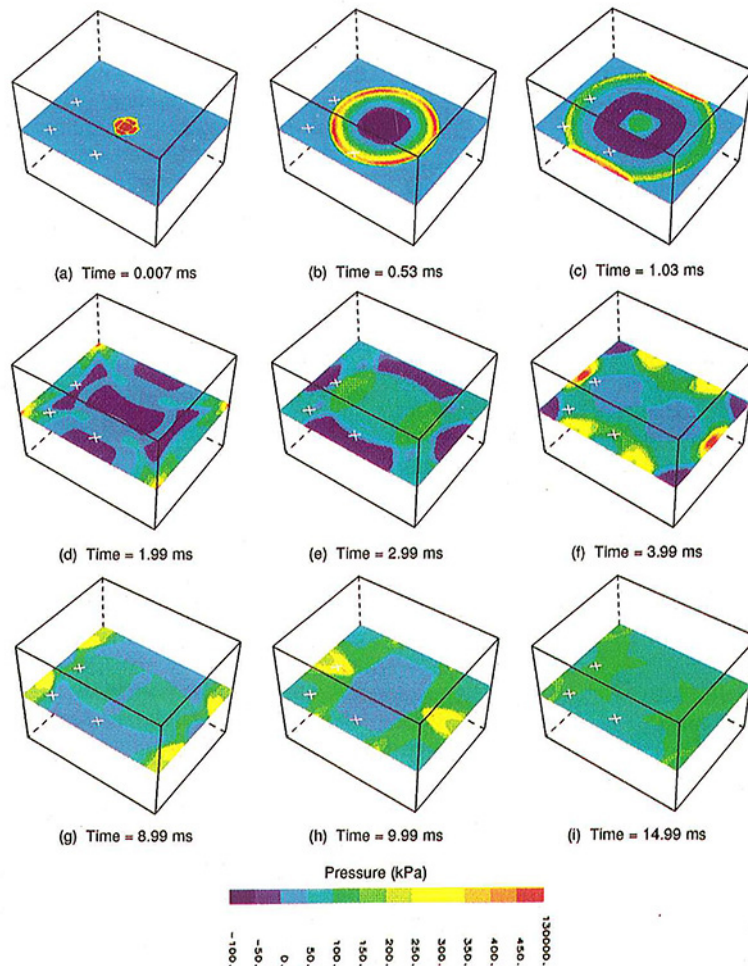 (a) Time = 0.007 ms
(b) Time = 0.53 ms
(c) Time = 1.03 ms
(d) Time = 1.99 ms
(e) Time = 2.99 ms
(f) Time = 3.99 ms
(g) Time = 8.99 ms
(h) Time = 9.99 ms
(i) Time = 14.99 ms
Pressure (kPa)
-100.
-50.
0.
50.
100.
150.
200.
250.
300.
350.
400.
450.
130000.